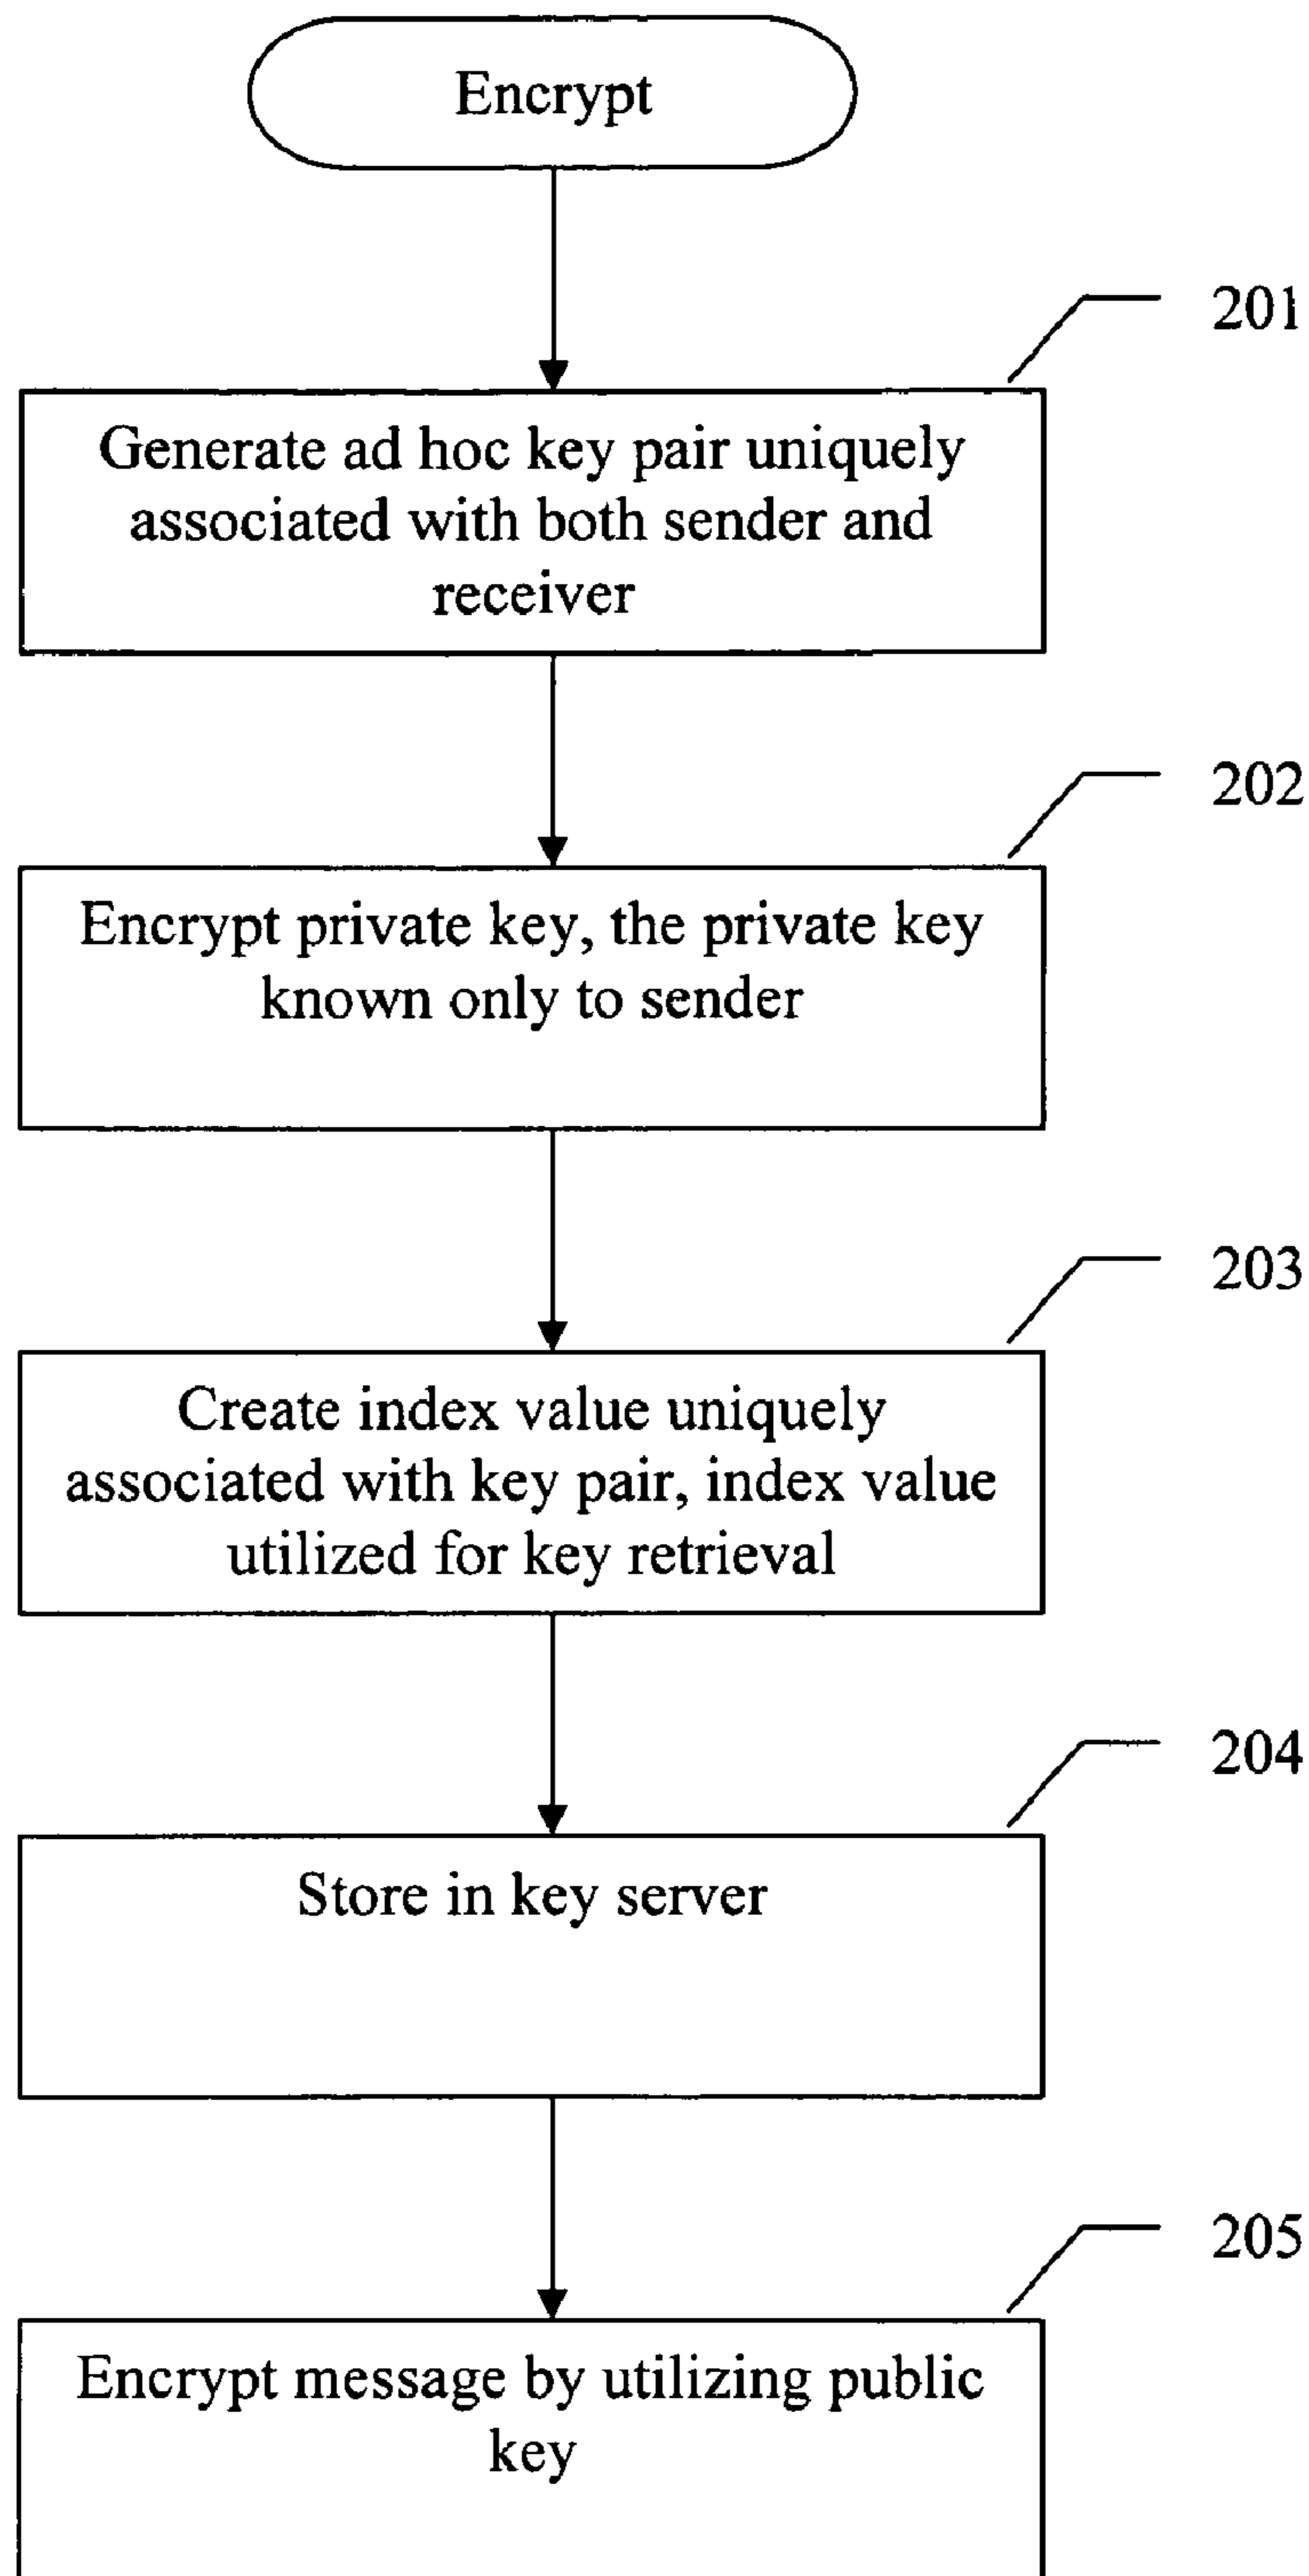 Encrypt
201
Generate ad hoc key pair uniquely
associated with both sender and
receiver
202
Encrypt private key, the private key
known only to sender
203
Create index value uniquely
associated with key pair, index value
utilized for key retrieval
204
Store in key server
205
Encrypt message by utilizing public
key